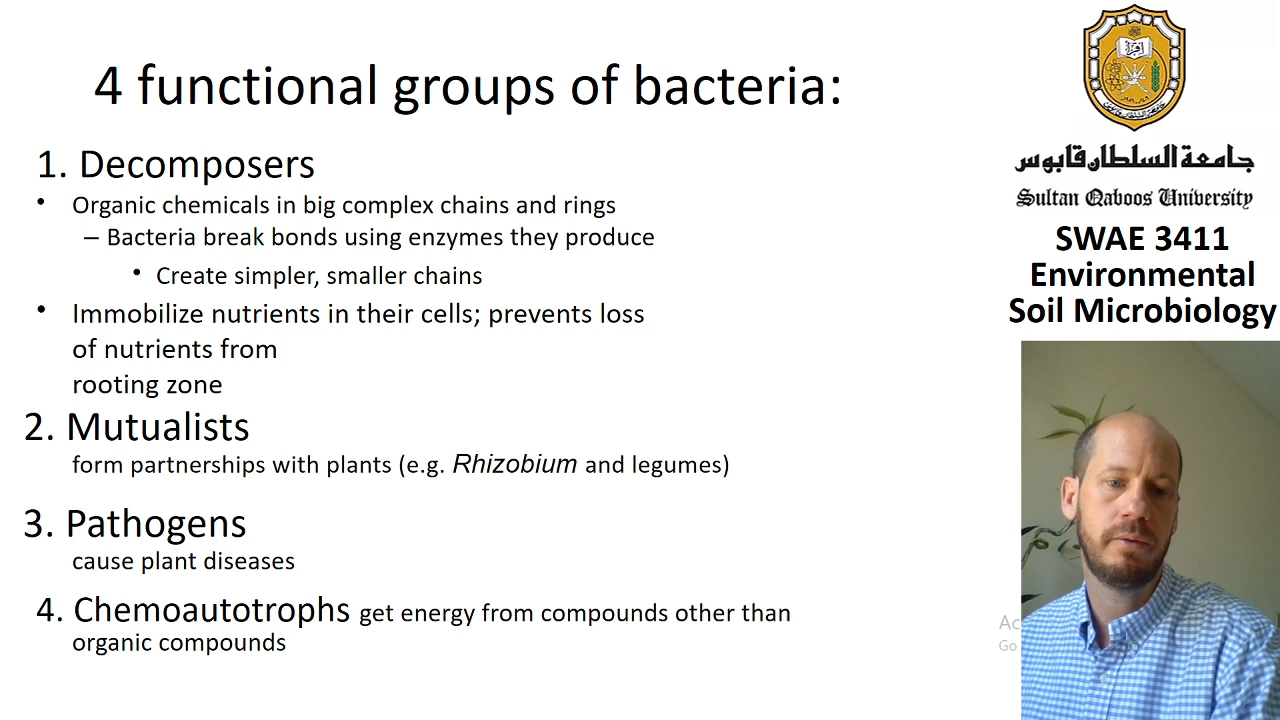 4 functional groups of bacteria:
1. Decomposers
• Organic chemicals in big complex chains and rings
– Bacteria break bonds using enzymes they produce
• Create simpler, smaller chains
• Immobilize nutrients in their cells; prevents loss
of nutrients from
rooting zone
2. Mutualists
form partnerships with plants (e.g. Rhizobium and legumes)
3. Pathogens
cause plant diseases
4. Chemoautotrophs get energy from compounds other than
organic compounds
جامعة السلطان قابوس
Sultan Qaboos University
SWAE 3411
Environmental
Soil Microbiology
Ac
Go